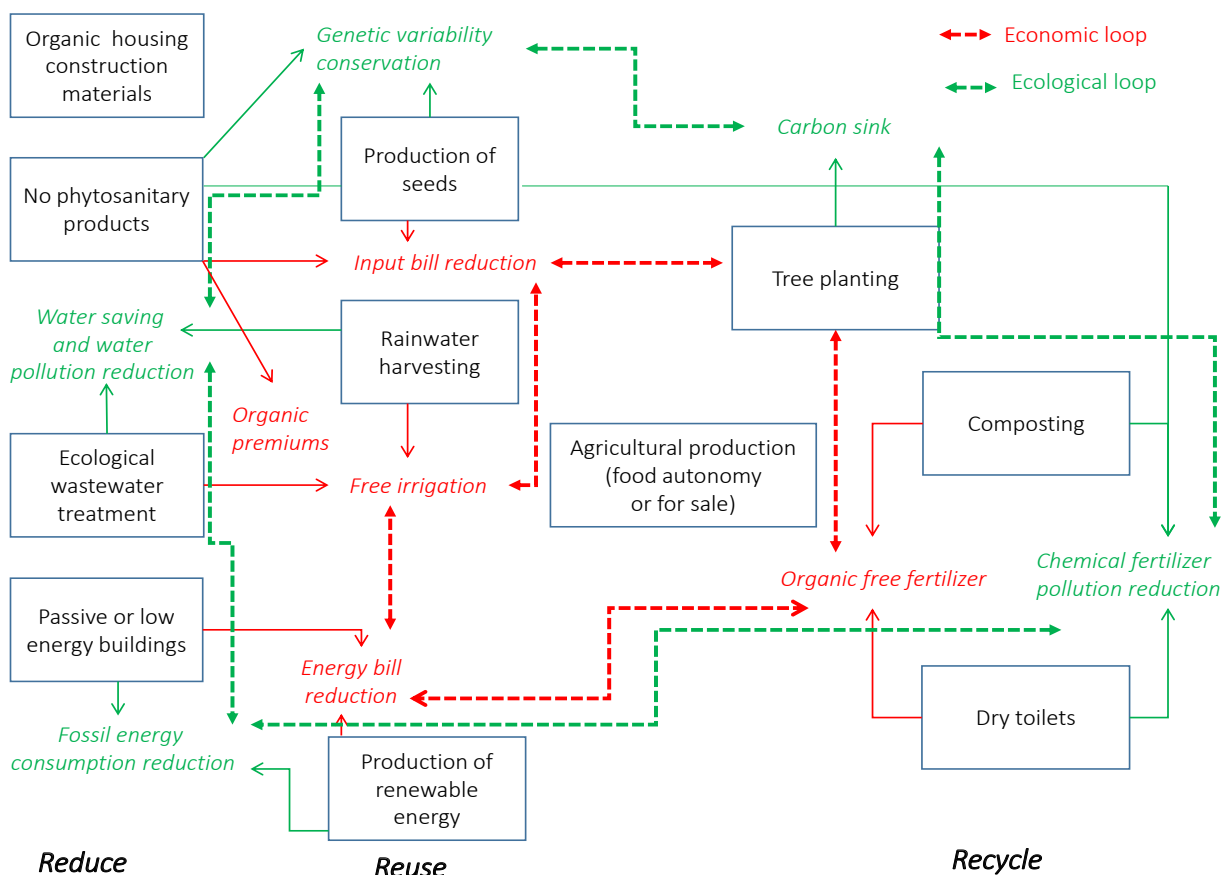 Organic housing
construction
materials
Genetic variability
conservation
Economic loop
Ecological loop
Carbon sink
Production of
seeds
No phytosanitary
products
Input bill reduction
Tree planting
Water saving
and water
pollution reduction
Rainwater
harvesting
Organic
premiums
Composting
Agricultural production
(food autonomy
or for sale)
Ecological
wastewater
treatment
Free irrigation
Organic free fertilizer
Chemical fertilizer
pollution reduction
Passive or low
energy buildings
Energy bill
reduction
Dry toilets
Fossil energy
consumption reduction
Production of
renewable
energy
Reduce
Reuse
Recycle